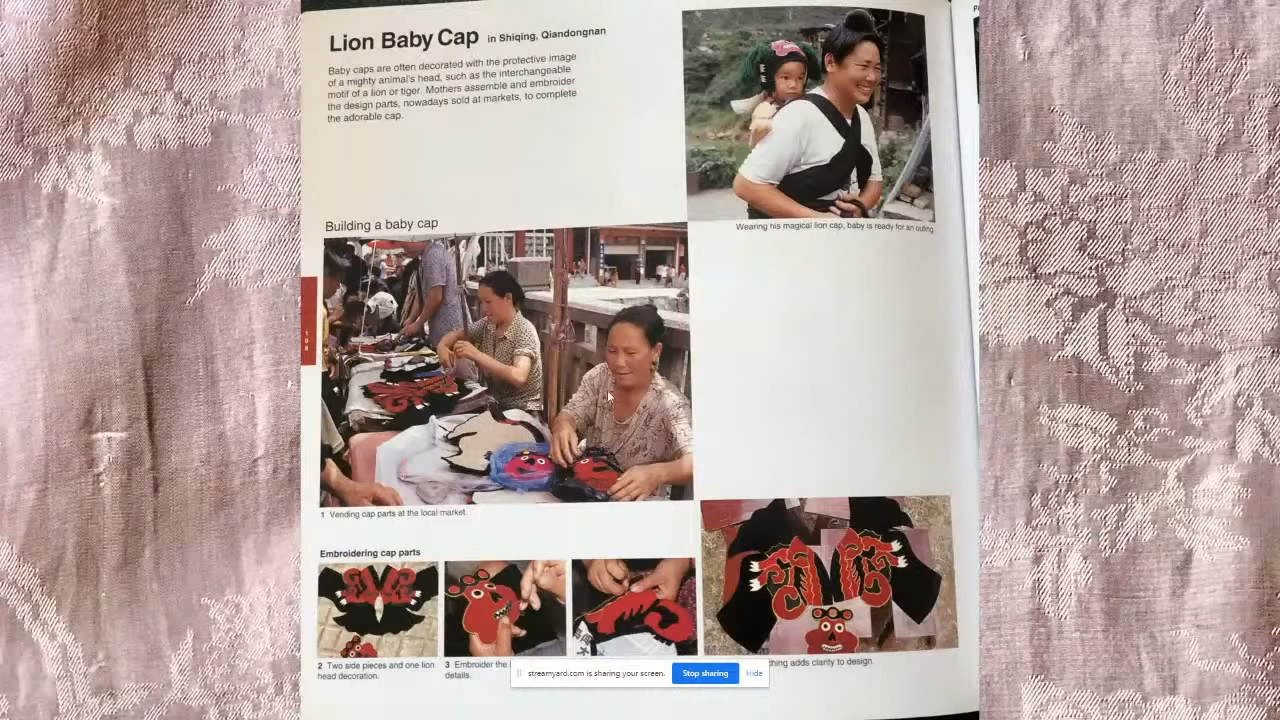 Lion Baby Cap in Shiqing, Qiandongnan
Baby caps are often decorated with the protective image
of a mighty animal's head, such as the interchangeable
motif of a lion or tiger. Mothers assemble and embroider
the design parts, nowadays sold at markets, to complete
the adorable cap.
Wearing his magical lion cap, baby is ready for an outing.
Building a baby cap
108
1 Vending cap parts at the local market.
Embroidering cap parts
2 Two side pieces and one lion
head decoration.
3 Embroider the
details.
adds clarity to design.
streamyard.com is sharing your screen.
Stop sharing
Hide